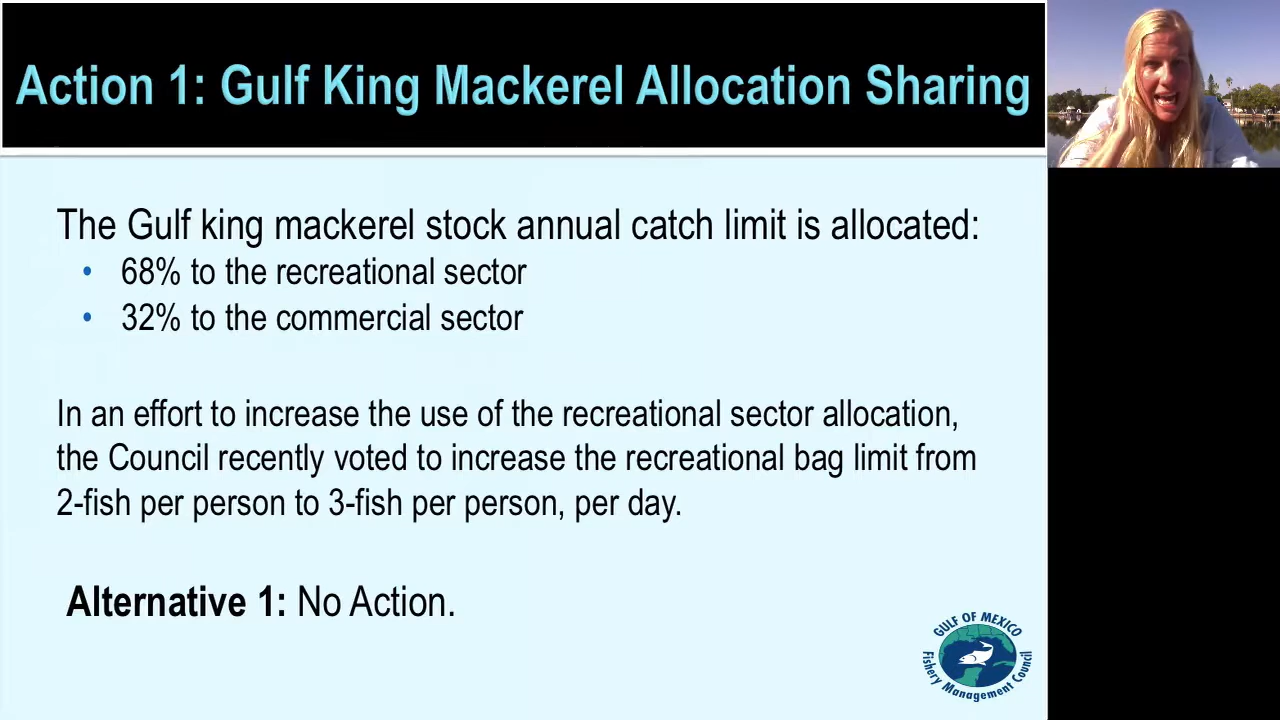 Action 1: Gulf King Mackerel Allocation Sharing
The Gulf king mackerel stock annual catch limit is allocated:
• 68% to the recreational sector
• 32% to the commercial sector
In an effort to increase the use of the recreational sector allocation,
the Council recently voted to increase the recreational bag limit from
2-fish per person to 3-fish per person, per day.
Alternative 1: No Action.
GULF OF MEXICO
Fishery Management Council